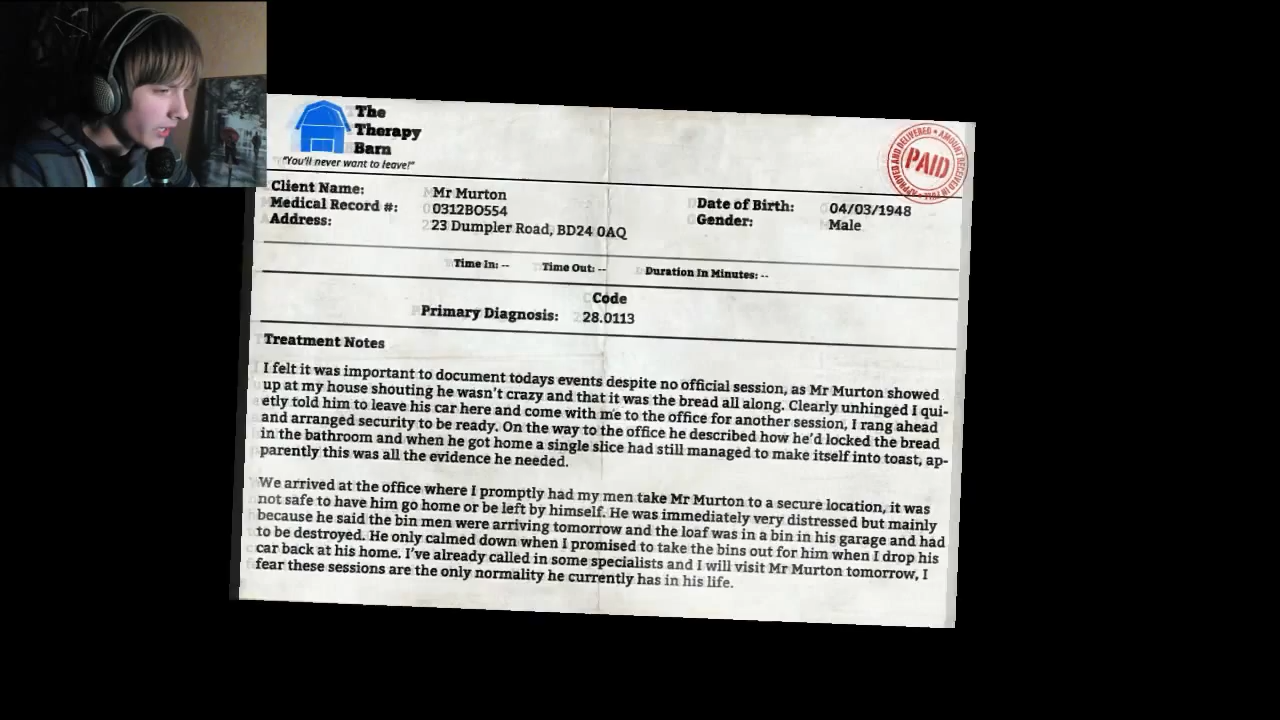 The
Therapy
Barn
"You'll never want to leave!"
APPROVED AND DELIVERED • AMOUNT RECEIVED IN FULL •
PAID
Client Name: Mr Murton Date of Birth: 04/03/1948
Medical Record #: 0312BO554 Gender: Male
Address: 23 Dumpler Road, BD24 0AQ
Time In: -- Time Out: -- Duration In Minutes: --
Code
Primary Diagnosis: 28.0113
Treatment Notes
I felt it was important to document todays events despite no official session, as Mr Murton showed
up at my house shouting he wasn't crazy and that it was the bread all along. Clearly unhinged I qui-
etly told him to leave his car here and come with me to the office for another session, I rang ahead
and arranged security to be ready. On the way to the office he described how he'd locked the bread
in the bathroom and when he got home a single slice had still managed to make itself into toast, ap-
parently this was all the evidence he needed.
We arrived at the office where I promptly had my men take Mr Murton to a secure location, it was
not safe to have him go home or be left by himself. He was immediately very distressed but mainly
because he said the bin men were arriving tomorrow and the loaf was in a bin in his garage and had
to be destroyed. He only calmed down when I promised to take the bins out for him when I drop his
car back at his home. I've already called in some specialists and I will visit Mr Murton tomorrow, I
fear these sessions are the only normality he currently has in his life.